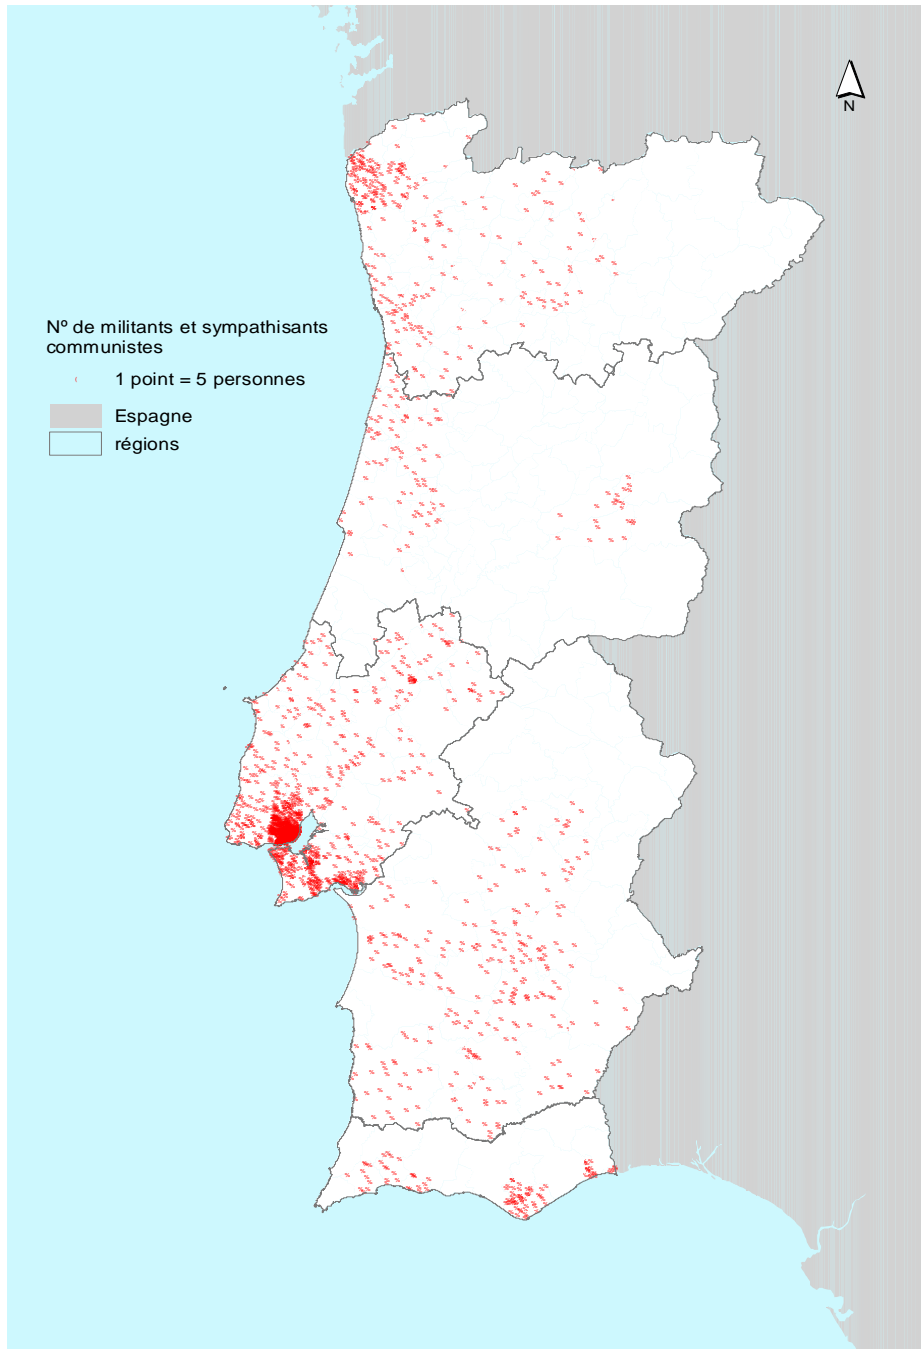 N
Nº de militants et sympathisants
communistes
1 point = 5 personnes
Espagne
régions